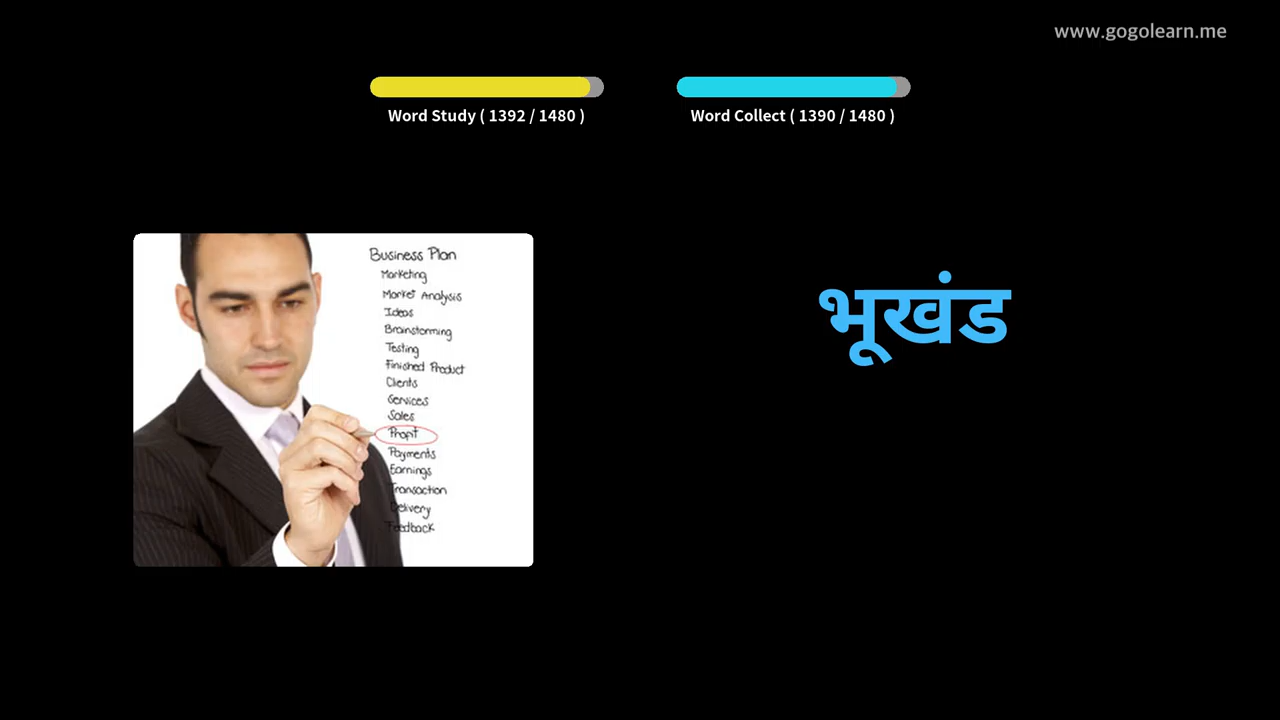 www.gogolearn.me
Word Study ( 1392 / 1480 )
Word Collect ( 1390 / 1480 )
Business Plan
Marketing
Market Analysis
Ideas
Brainstorming
Testing
Finished Product
Clients
Services
Sales
Profit
Payments
Earnings
Transaction
Delivery
Feedback
भूखंड